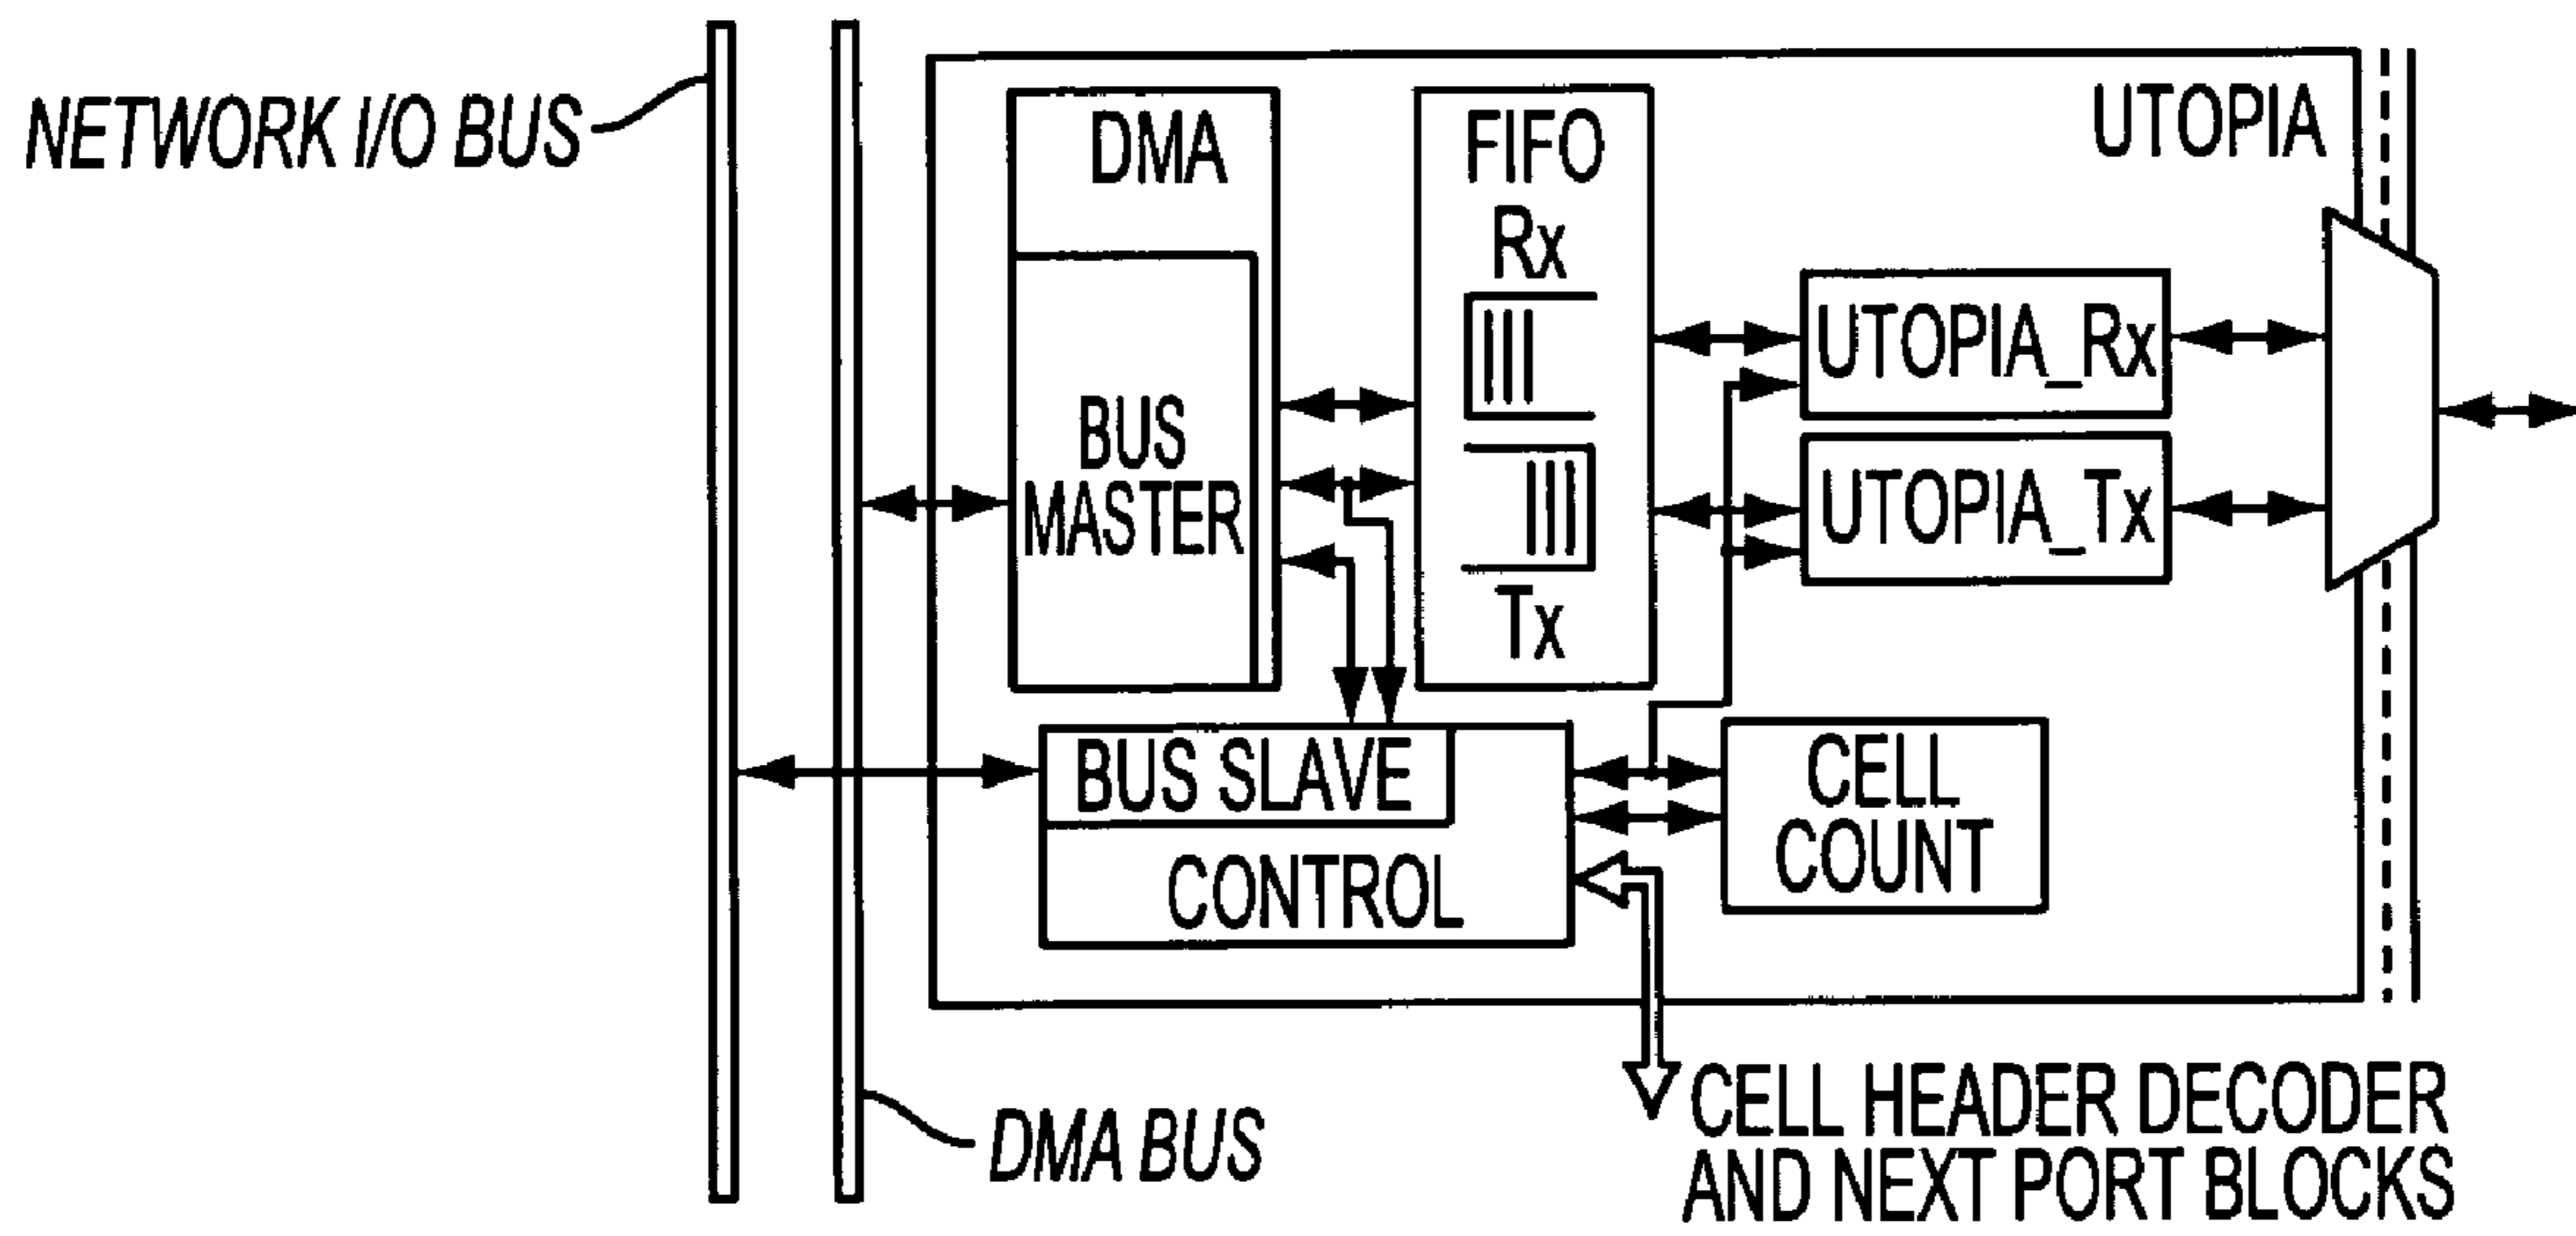 NETWORK I/O BUS
DMA
FIFO
UTOPIA
Rx
BUS
MASTER
UTOPIA_Rx
UTOPIA_Tx
Tx
BUS SLAVE
CONTROL
CELL
COUNT
DMA BUS
CELL HEADER DECODER
AND NEXT PORT BLOCKS